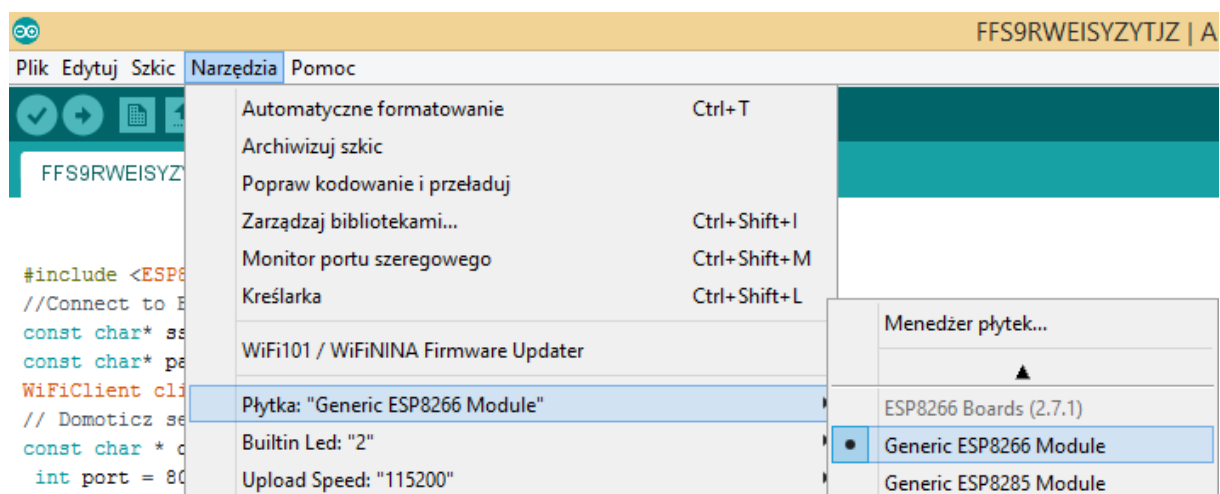 FFS9RWEISYZYTJZ | A
Plik Edytuj Szkic Narzędzia Pomoc
FFS9RWEISYZY
Automatyczne formatowanie Ctrl+T
Archiwizuj szkic
Popraw kodowanie i przeładuj
Zarządzaj bibliotekami... Ctrl+Shift+I
Monitor portu szeregowego Ctrl+Shift+M
Kreślarka Ctrl+Shift+L
WiFi101 / WiFiNINA Firmware Updater
Płytka: "Generic ESP8266 Module"
Builtin Led: "2"
Upload Speed: "115200"
Menedżer płytek...
ESP8266 Boards (2.7.1)
Generic ESP8266 Module
Generic ESP8285 Module
#include <ESP8
//Connect to
const char* ss
const char* pa
WiFiClient cli
// Domoticz se
const char *
int port = 80